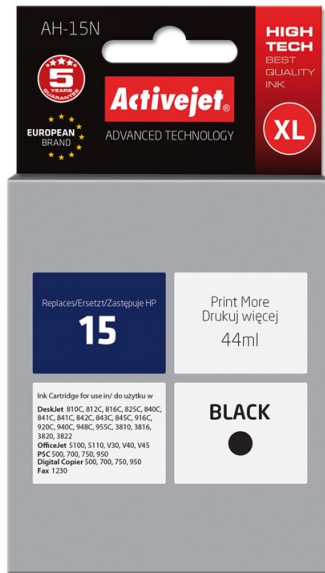 AH-15N
HIGH
TECH
BEST
QUALITY
INK
5
YEARS
GUARANTEE
Activejet®
EUROPEAN
BRAND
ADVANCED TECHNOLOGY
XL
Replaces/Ersetzt/Zastępuje HP
15
Print More
Drukuj więcej
44ml
Ink Cartridge for use in/ do użytku w
DeskJet 810C, 812C, 816C, 825C, 840C,
841C, 841C, 842C, 843C, 845C, 916C,
920C, 940C, 948C, 955C, 3810, 3816,
3820, 3822
OfficeJet 5100, 5110, V30, V40, V45
PSC 500, 700, 750, 950
Digital Copier 500, 700, 750, 950
Fax 1230
BLACK